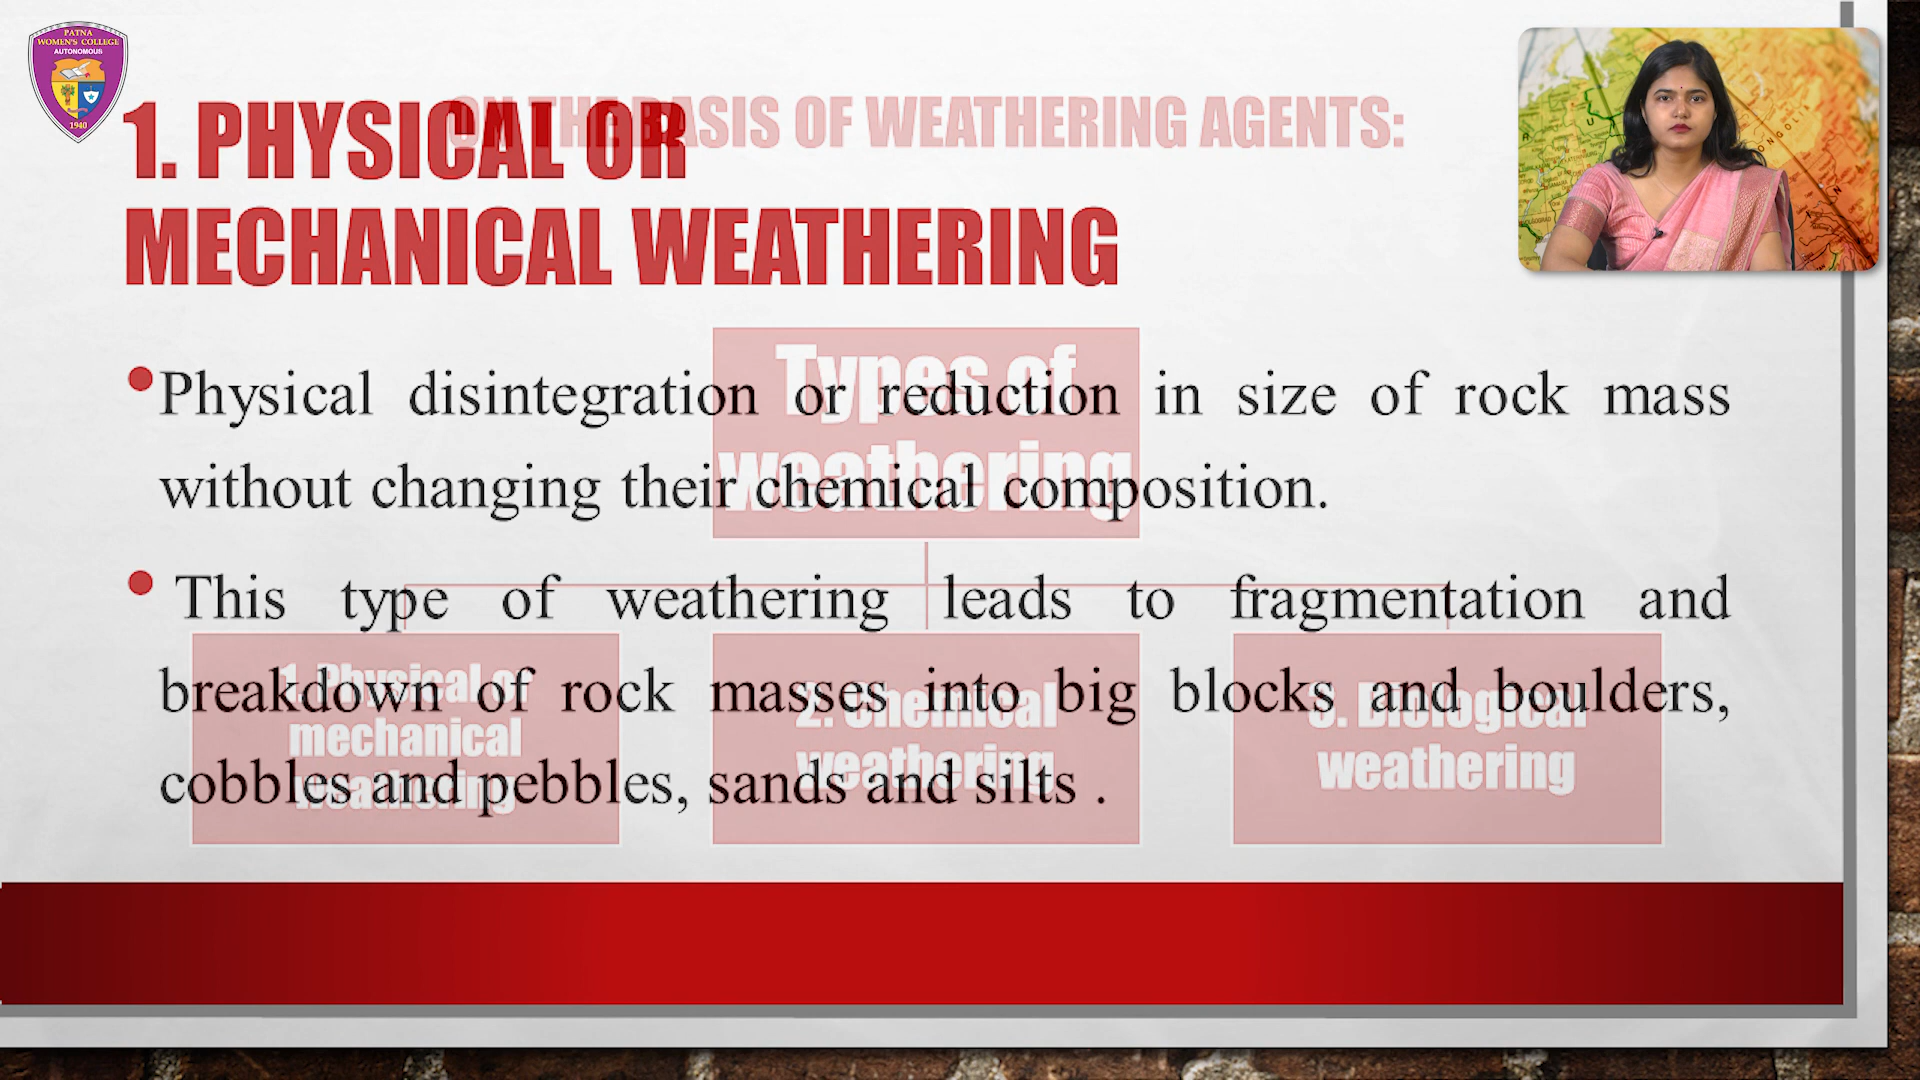 PATNA
WOMEN'S COLLEGE
AUTONOMOUS
1940
ON THE BASIS OF WEATHERING AGENTS:
1. PHYSICAL OR
MECHANICAL WEATHERING
Types of
weathering
•Physical disintegration or reduction in size of rock mass
without changing their chemical composition.
• This type of weathering leads to fragmentation and
breakdown of rock masses into big blocks and boulders,
cobbles and pebbles, sands and silts .
1. Physical or
mechanical
weathering
2. Chemical
weathering
3. Biological
weathering